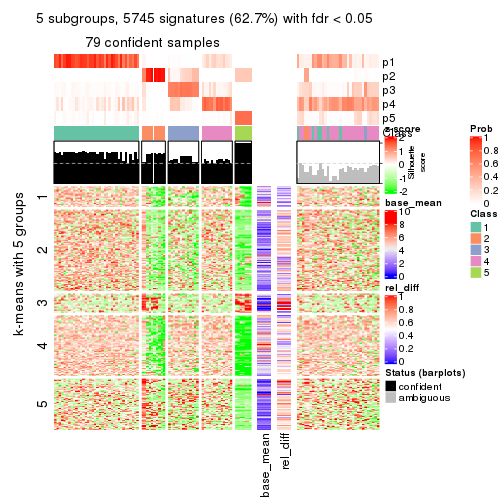 5 subgroups, 5745 signatures (62.7%) with fdr < 0.05
79 confident samples
p1
p2
p3
p4
p5
Class
Silhouette
score
k-means with 5 groups
1
2
3
4
5
base_mean
rel_diff
z-score
2
1
0
-1
-2
base_mean
10
8
6
4
2
0
rel_diff
1
0.8
0.6
0.4
0.2
0
Status (barplots)
confident
ambiguous
Prob
1
0.8
0.6
0.4
0.2
0
Class
1
2
3
4
5